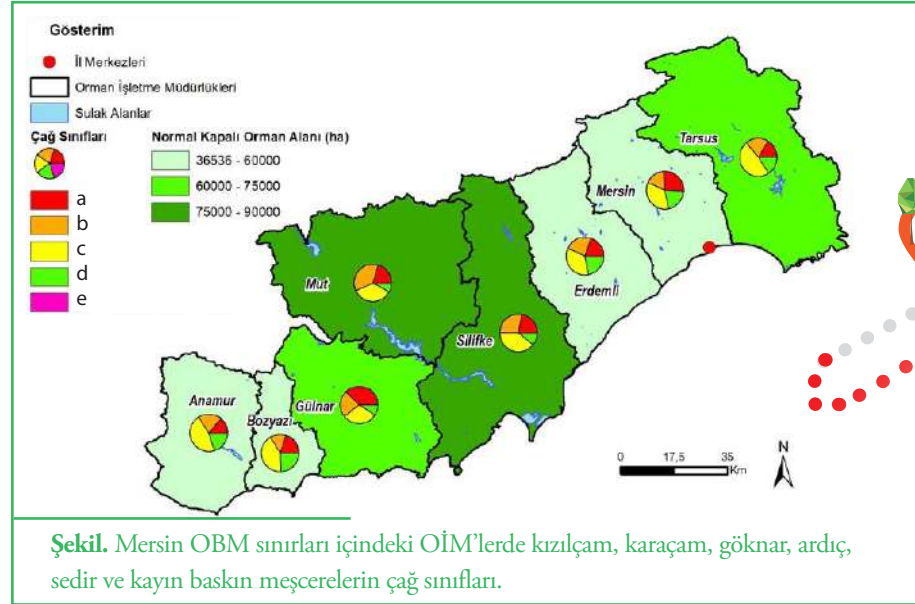 Gösterim
İl Merkezleri
Orman İşletme Müdürlükleri
Sulak Alanlar
Çağ Sınıfları
a
b
c
d
e
Normal Kapalı Orman Alanı (ha)
36536 - 60000
60000 - 75000
75000 - 90000
Tarsus
Mersin
Erdemli
Mut
Silifke
Gülnar
Anamur
Bozyazı
0 17,5 35
Km
N
Şekil. Mersin OBM sınırları içindeki OİM’lerde kızılçam, karaçam, göknar, ardıç,
sedir ve kayın baskın meşcerelerin çağ sınıfları.